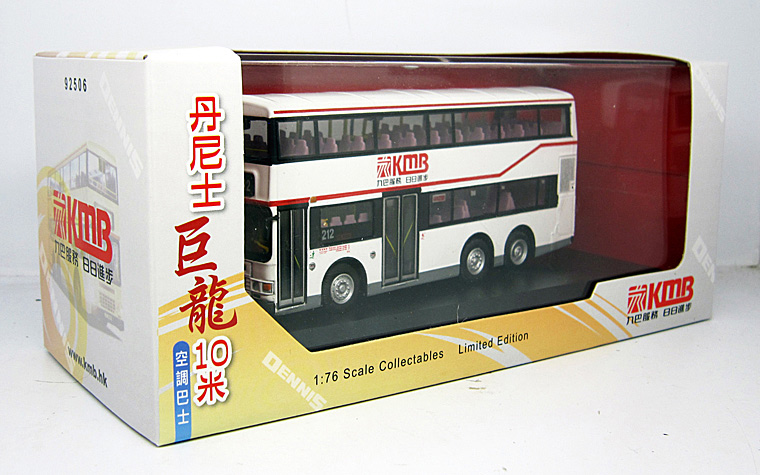 92506
KMB
九巴服務 日日進步
www.kmb.hk
丹尼士
巨龍
10米
空調巴士
DENNIS
KMB
九巴服務 日日進步
2
212
1:76 Scale Collectables Limited Edition
DENNIS
KMB
九巴服務 日日進步